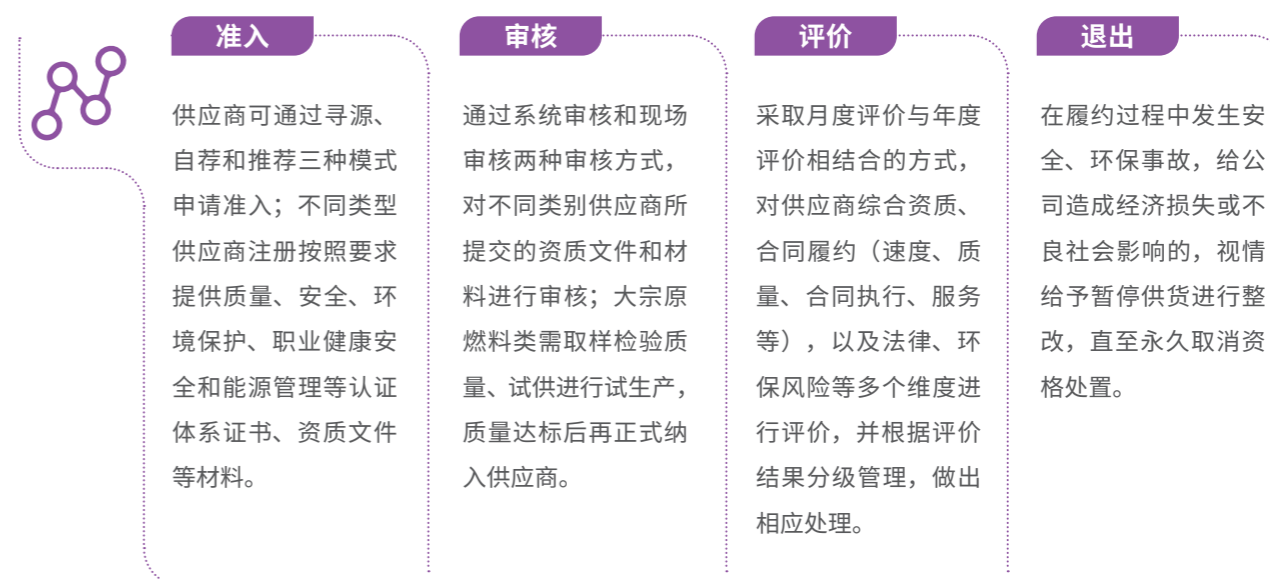 准入
供应商可通过寻源、
自荐和推荐三种模式
申请准入；不同类型
供应商注册按照要求
提供质量、安全、环
境保护、职业健康安
全和能源管理等认证
体系证书、资质文件
等材料。
审核
通过系统审核和现场
审核两种审核方式，
对不同类别供应商所
提交的资质文件和材
料进行审核；大宗原
燃料类需取样检验质
量、试供进行试生产，
质量达标后再正式纳
入供应商。
评价
采取月度评价与年度
评价相结合的方式，
对供应商综合资质、
合同履约（速度、质
量、合同执行、服务
等），以及法律、环
保风险等多个维度进
行评价，并根据评价
结果分级管理，做出
相应处理。
退出
在履约过程中发生安
全、环保事故，给公
司造成经济损失或不
良社会影响的，视情
给予暂停供货进行整
改，直至永久取消资
格处置。